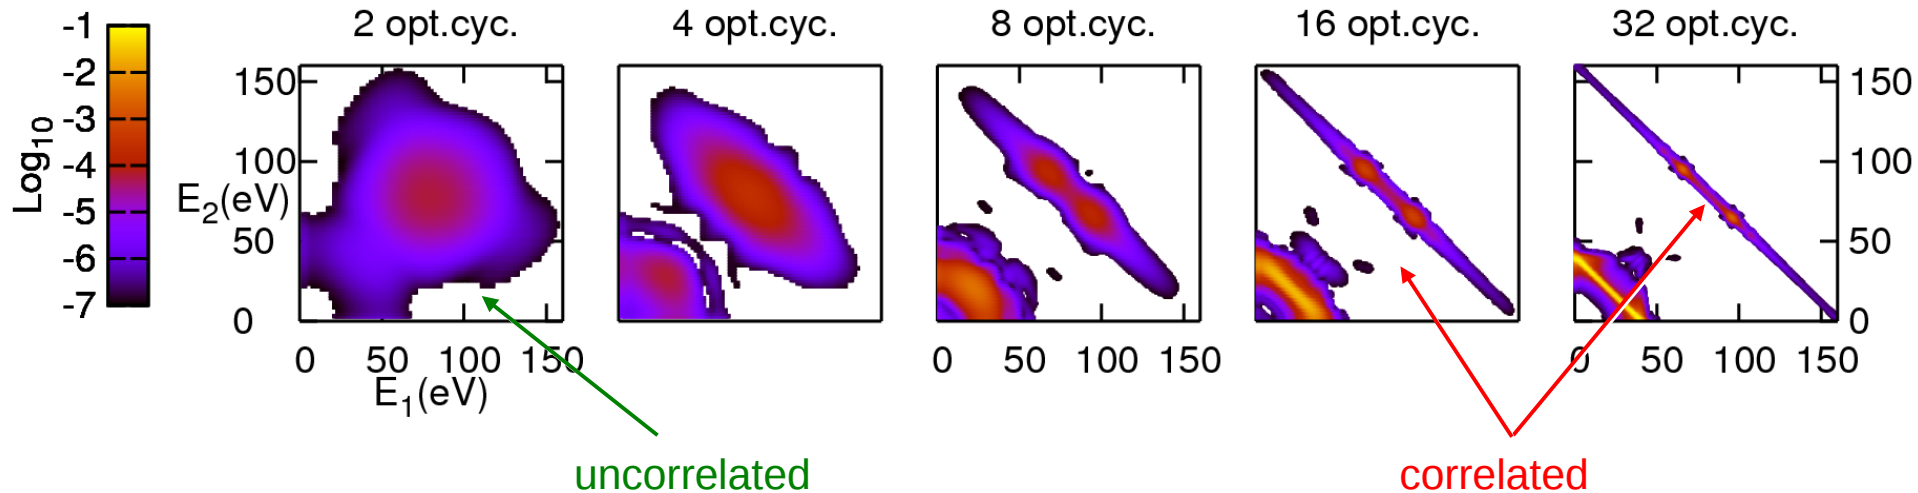 2 opt.cyc. 4 opt.cyc. 8 opt.cyc. 16 opt.cyc. 32 opt.cyc.
-1
-2
-3
-4
-5
-6
-7
Log10
150
100
E2(eV)
50
0
150
100
50
0
0 50 100 150
0 50 100 150
0 50 100 150
E1(eV)
uncorrelated
correlated